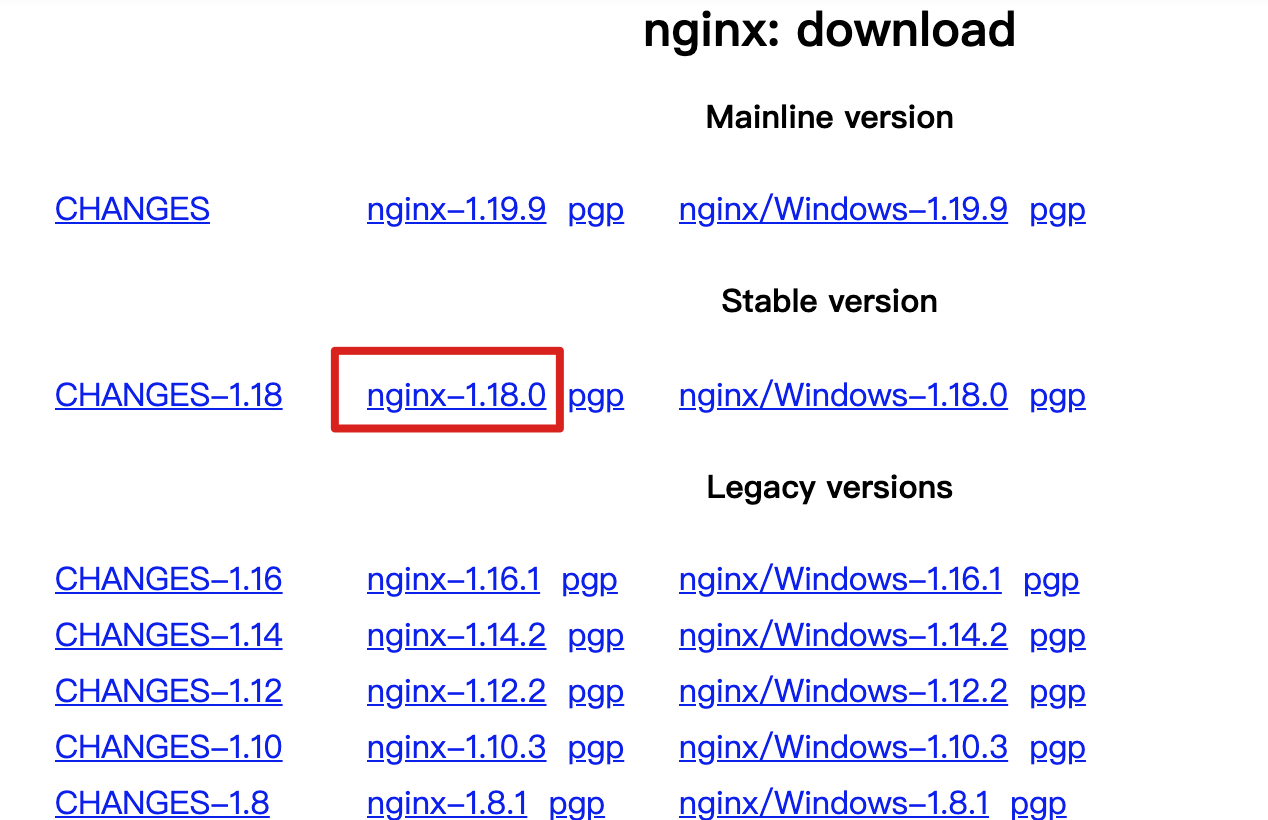 nginx: download
Mainline version
CHANGES nginx-1.19.9 pgp nginx/Windows-1.19.9 pgp
Stable version
CHANGES-1.18 nginx-1.18.0 pgp nginx/Windows-1.18.0 pgp
Legacy versions
CHANGES-1.16 nginx-1.16.1 pgp nginx/Windows-1.16.1 pgp
CHANGES-1.14 nginx-1.14.2 pgp nginx/Windows-1.14.2 pgp
CHANGES-1.12 nginx-1.12.2 pgp nginx/Windows-1.12.2 pgp
CHANGES-1.10 nginx-1.10.3 pgp nginx/Windows-1.10.3 pgp
CHANGES-1.8 nginx-1.8.1 pgp nginx/Windows-1.8.1 pgp